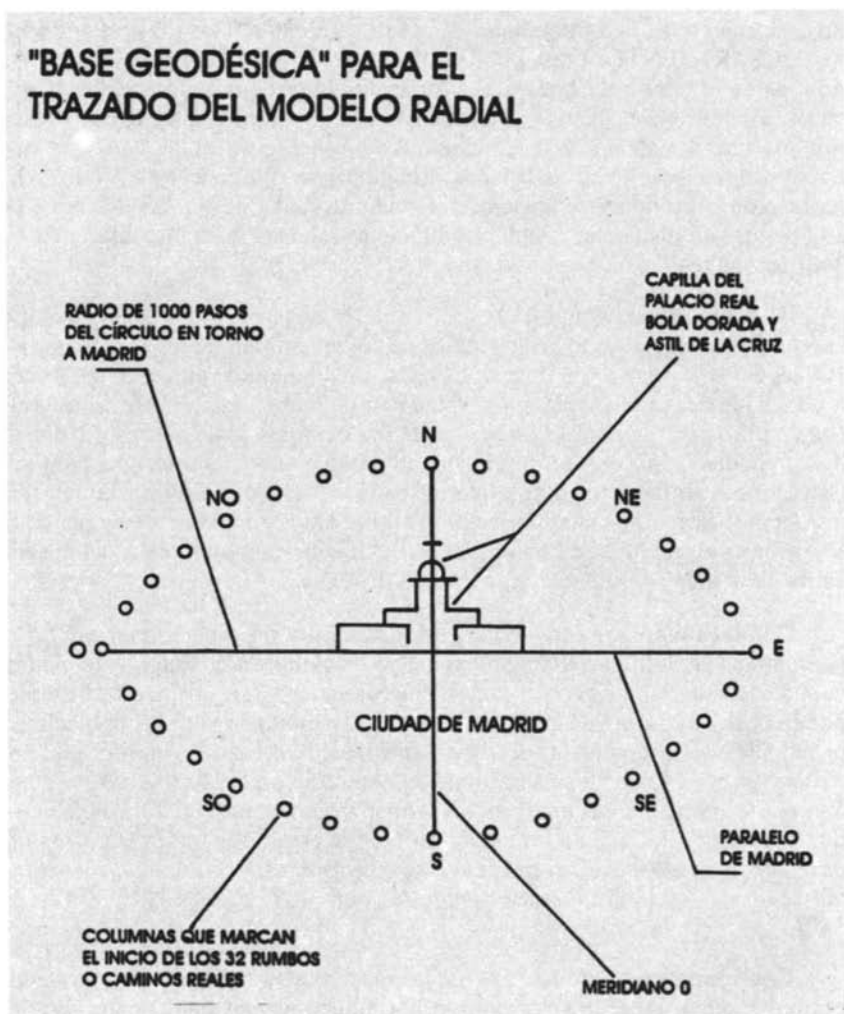 "BASE GEODÉSICA" PARA EL
TRAZADO DEL MODELO RADIAL
RADIO DE 1000 PASOS
DEL CÍRCULO EN TORNO
A MADRID
CAPILLA DEL
PALACIO REAL
BOLA DORADA Y
ASTIL DE LA CRUZ
N
NO
NE
O
E
CIUDAD DE MADRID
SO
SE
S
PARALELO
DE MADRID
COLUMNAS QUE MARCAN
EL INICIO DE LOS 32 RUMBOS
O CAMINOS REALES
MERIDIANO 0